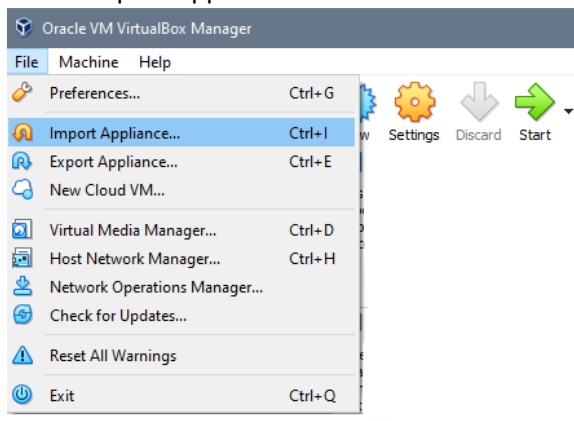 Oracle VM VirtualBox Manager
File Machine Help
Preferences... Ctrl+G
Settings Discard Start
Import Appliance... Ctrl+I
Export Appliance... Ctrl+E
New Cloud VM...
Virtual Media Manager... Ctrl+D
Host Network Manager... Ctrl+H
Network Operations Manager...
Check for Updates...
Reset All Warnings
Exit Ctrl+Q